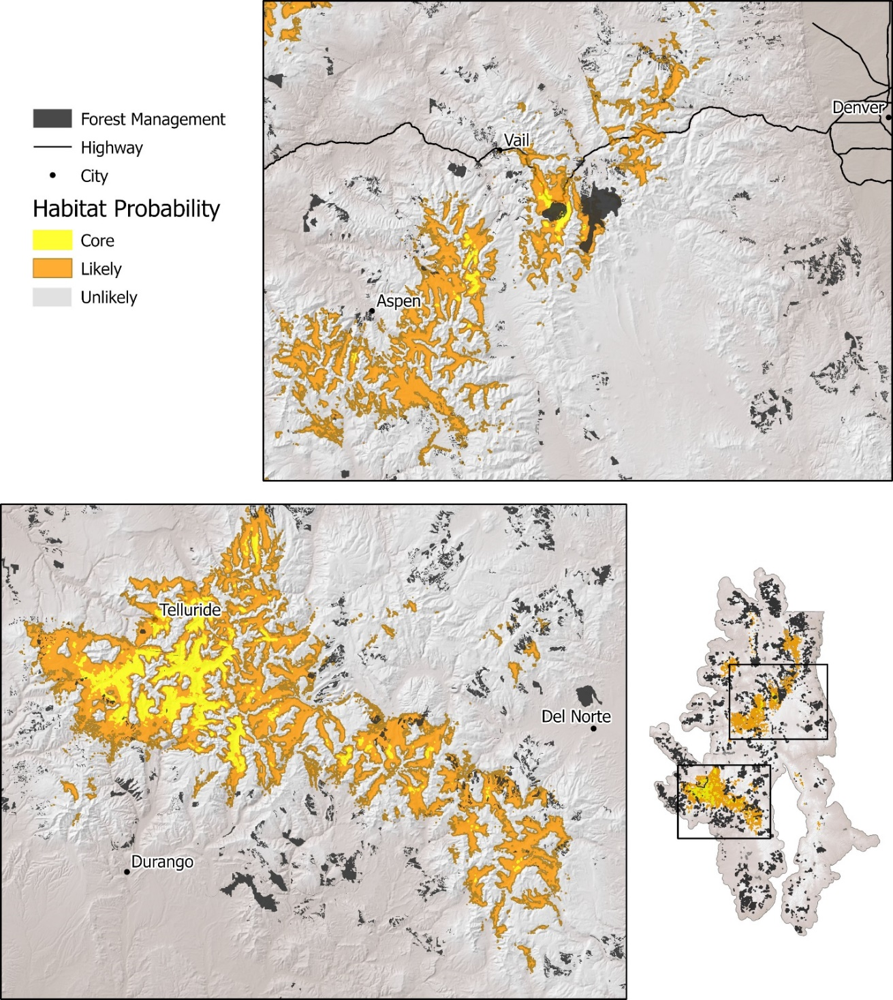 Forest Management
Highway
City
Habitat Probability
Core
Likely
Unlikely
Denver
Vail
Aspen
Telluride
Del Norte
Durango